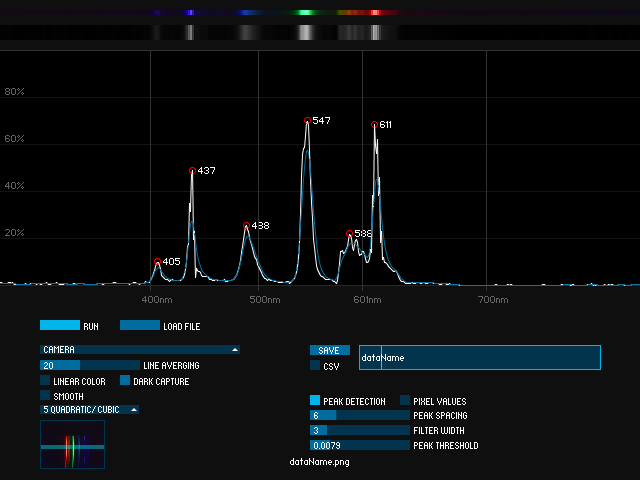 80%
547
611
60%
437
40%
488
586
20%
405
400nm 500nm 600nm 700nm
RUN LOAD FILE
CAMERA SAVE dataName
20 LINE AVERGING CSV
LINEAR COLOR DARK CAPTURE
SMOOTH PEAK DETECTION PIXEL VALUES
5 QUADRATIC/ CUBIC 6 PEAK SPACING
3 FILTER WIDTH
0.0079 PEAK THRESHOLD
dataName.png